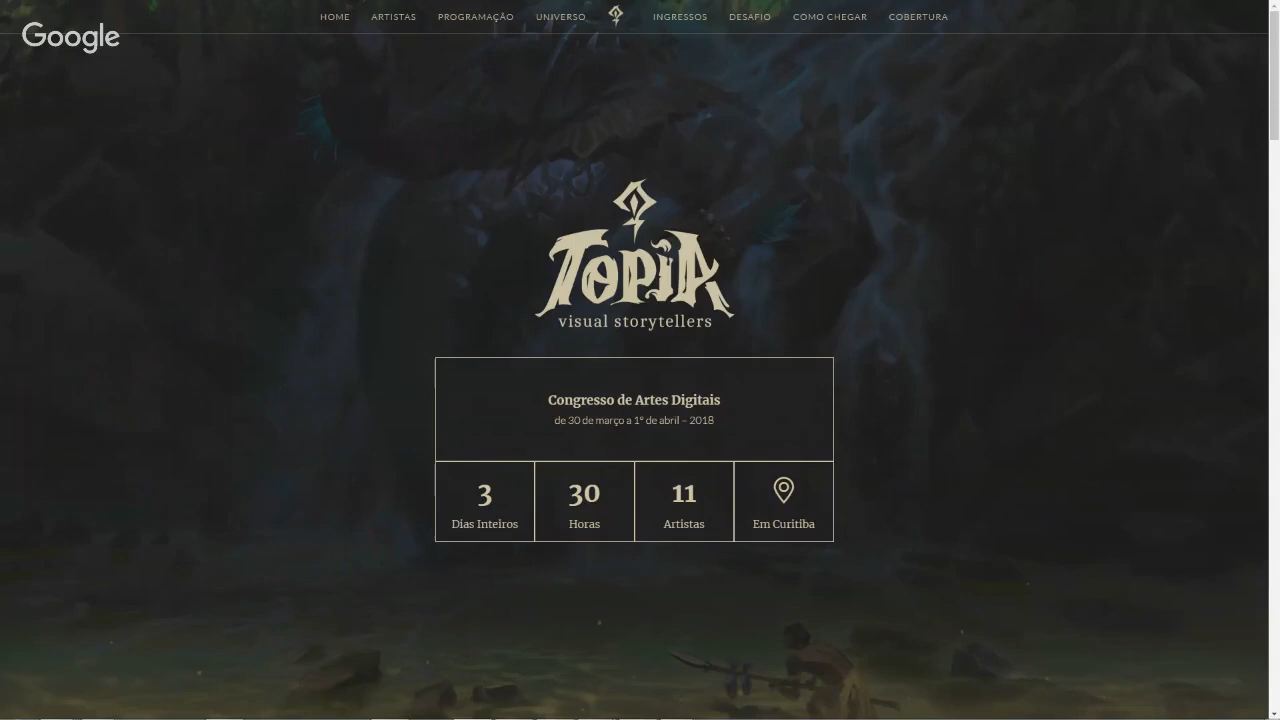 HOME ARTISTAS PROGRAMAÇÃO UNIVERSO INGRESSOS DESAFIO COMO CHEGAR COBERTURA
Google
TOPIA
visual storytellers
Congresso de Artes Digitais
de 30 de março a 1º de abril – 2018
3 30 11
Dias Inteiros Horas Artistas Em Curitiba